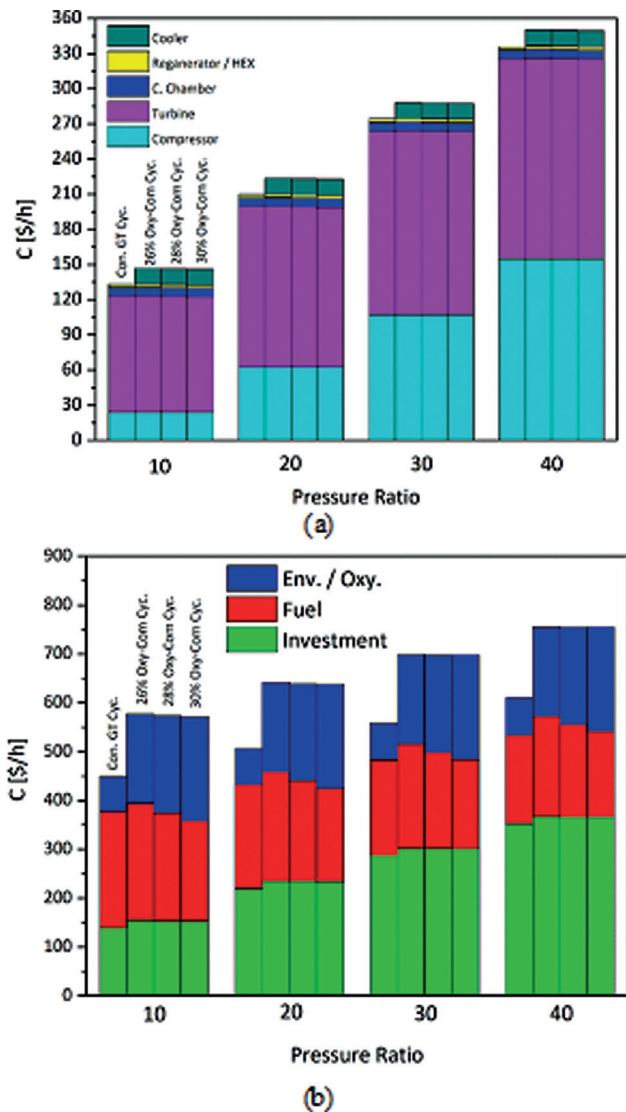 360
330
300
270
240
210
180
150
120
90
60
30
0
C [$/h]
Cooler
Reganerator / HEX
C. Chamber
Turbine
Compressor
Con. GT Cyc.
26% Oxy-Com Cyc.
28% Oxy-Com Cyc.
30% Oxy-Com Cyc.
10 20 30 40
Pressure Ratio
(a)
900
800
700
600
500
400
300
200
100
0
C [$/h]
Env. / Oxy.
Fuel
Investment
Con. GT Cyc.
26% Oxy-Com Cyc.
28% Oxy-Com Cyc.
30% Oxy-Com Cyc.
10 20 30 40
Pressure Ratio
(b)